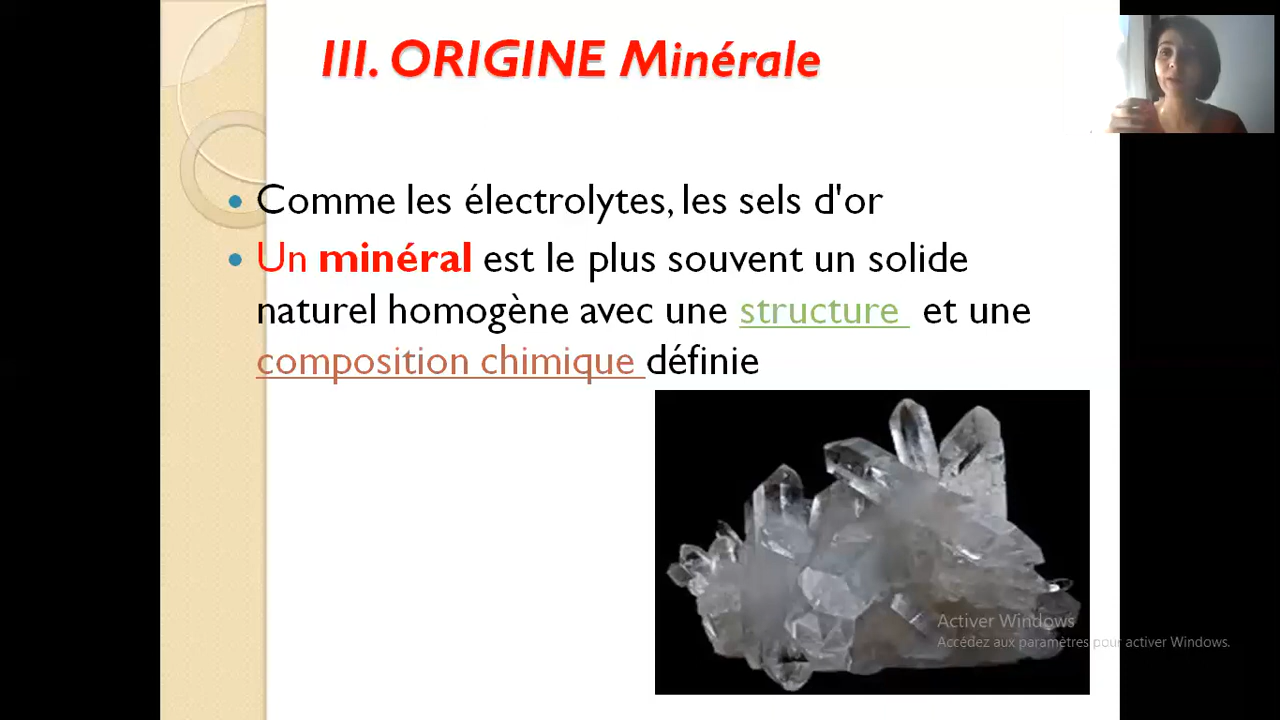 III. ORIGINE Minérale
• Comme les électrolytes, les sels d'or
• Un minéral est le plus souvent un solide
naturel homogène avec une structure et une
composition chimique définie
Activer Windows
Accédez aux paramètres pour activer Windows.